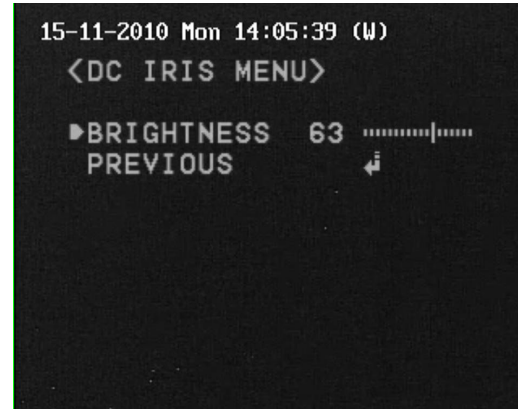 15-11-2010 Mon 14:05:39 (W)
<DC IRIS MENU>
BRIGHTNESS 63
PREVIOUS